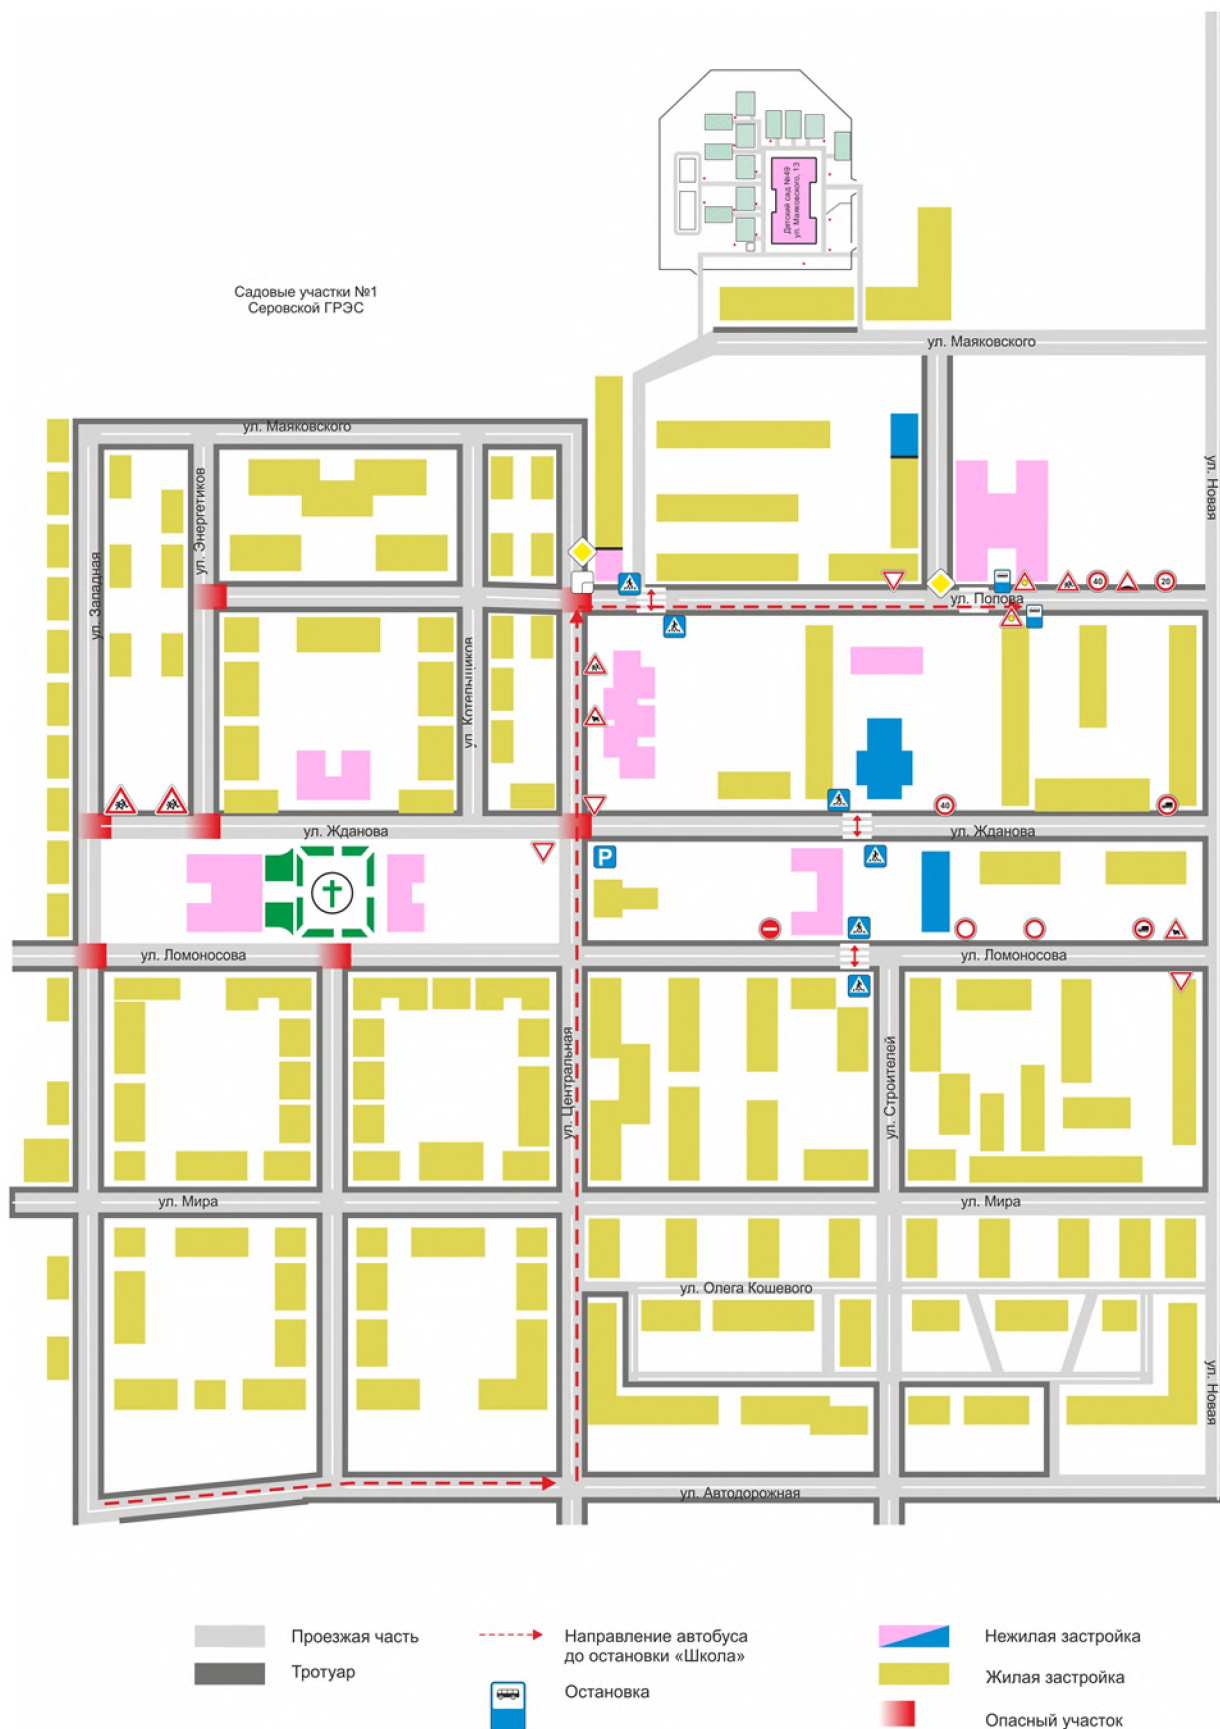 Детский сад №49
ул. Маяковского, 13
Садовые участки №1
Серовской ГРЭС
ул. Маяковского
ул. Маяковского
ул. Новая
ул. Энергетиков
ул. Западная
40
20
ул. Попова
ул. Котельщиков
40
ул. Жданова
ул. Жданова
P
ул. Ломоносова
ул. Ломоносова
ул. Центральная
ул. Строителей
ул. Мира
ул. Мира
ул. Олега Кошевого
ул. Новая
ул. Автодорожная
Проезжая часть
Тротуар
Направление автобуса
до остановки «Школа»
Остановка
Нежилая застройка
Жилая застройка
Опасный участок